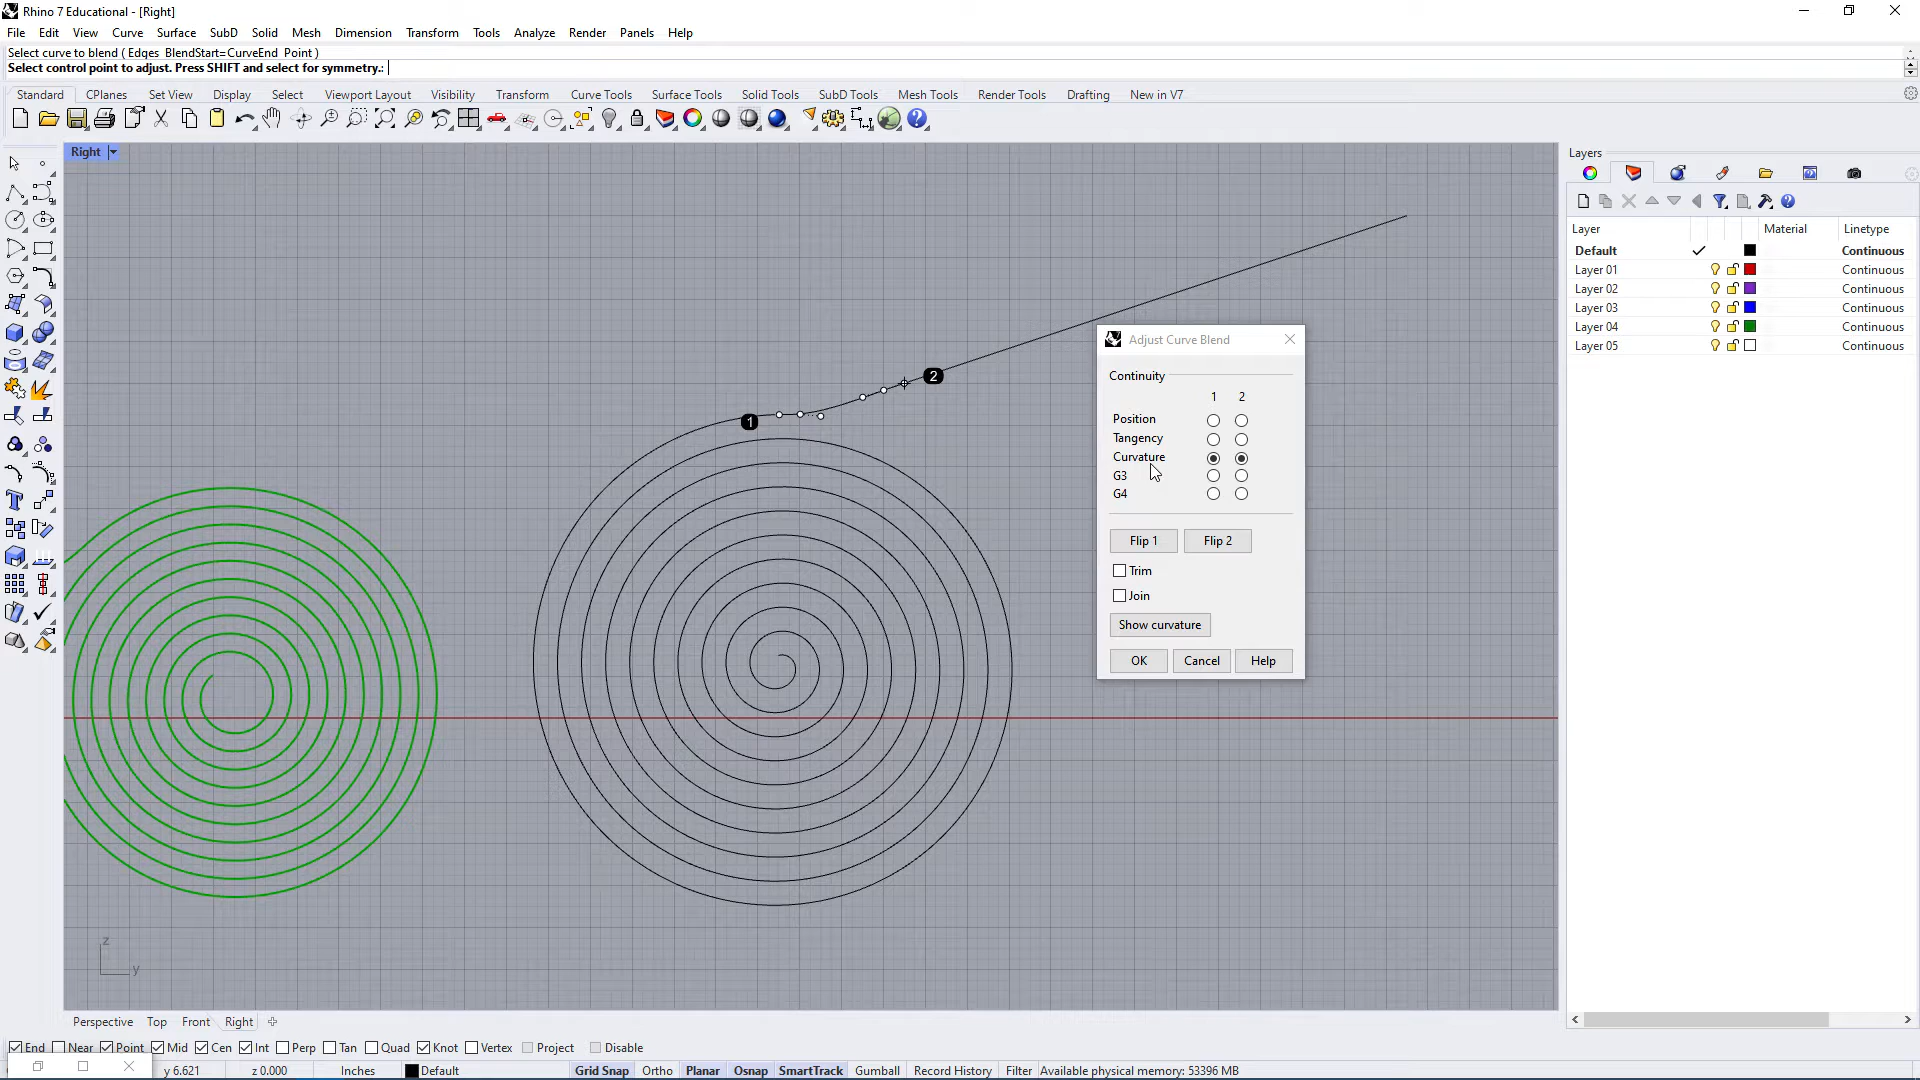 Rhino 7 Educational - [Right]
File Edit View Curve Surface SubD Solid Mesh Dimension Transform Tools Analyze Render Panels Help
Select curve to blend ( Edges BlendStart=CurveEnd Point )
Select control point to adjust. Press SHIFT and select for symmetry.:
Standard CPlanes Set View Display Select Viewport Layout Visibility Transform Curve Tools Surface Tools Solid Tools SubD Tools Mesh Tools Render Tools Drafting New in V7
Right
Layers
Layer Material Linetype
Default Continuous
Layer 01 Continuous
Layer 02 Continuous
Layer 03 Continuous
Layer 04 Continuous
Layer 05 Continuous
2
1
Adjust Curve Blend
Continuity
1 2
Position
Tangency
Curvature
G3
G4
Flip 1 Flip 2
Trim
Join
Show curvature
OK Cancel Help
z
y
Perspective Top Front Right
End Near Point Mid Cen Int Perp Tan Quad Knot Vertex Project Disable
y 6.621 z 0.000 Inches Default Grid Snap Ortho Planar Osnap SmartTrack Gumball Record History Filter Available physical memory: 53396 MB